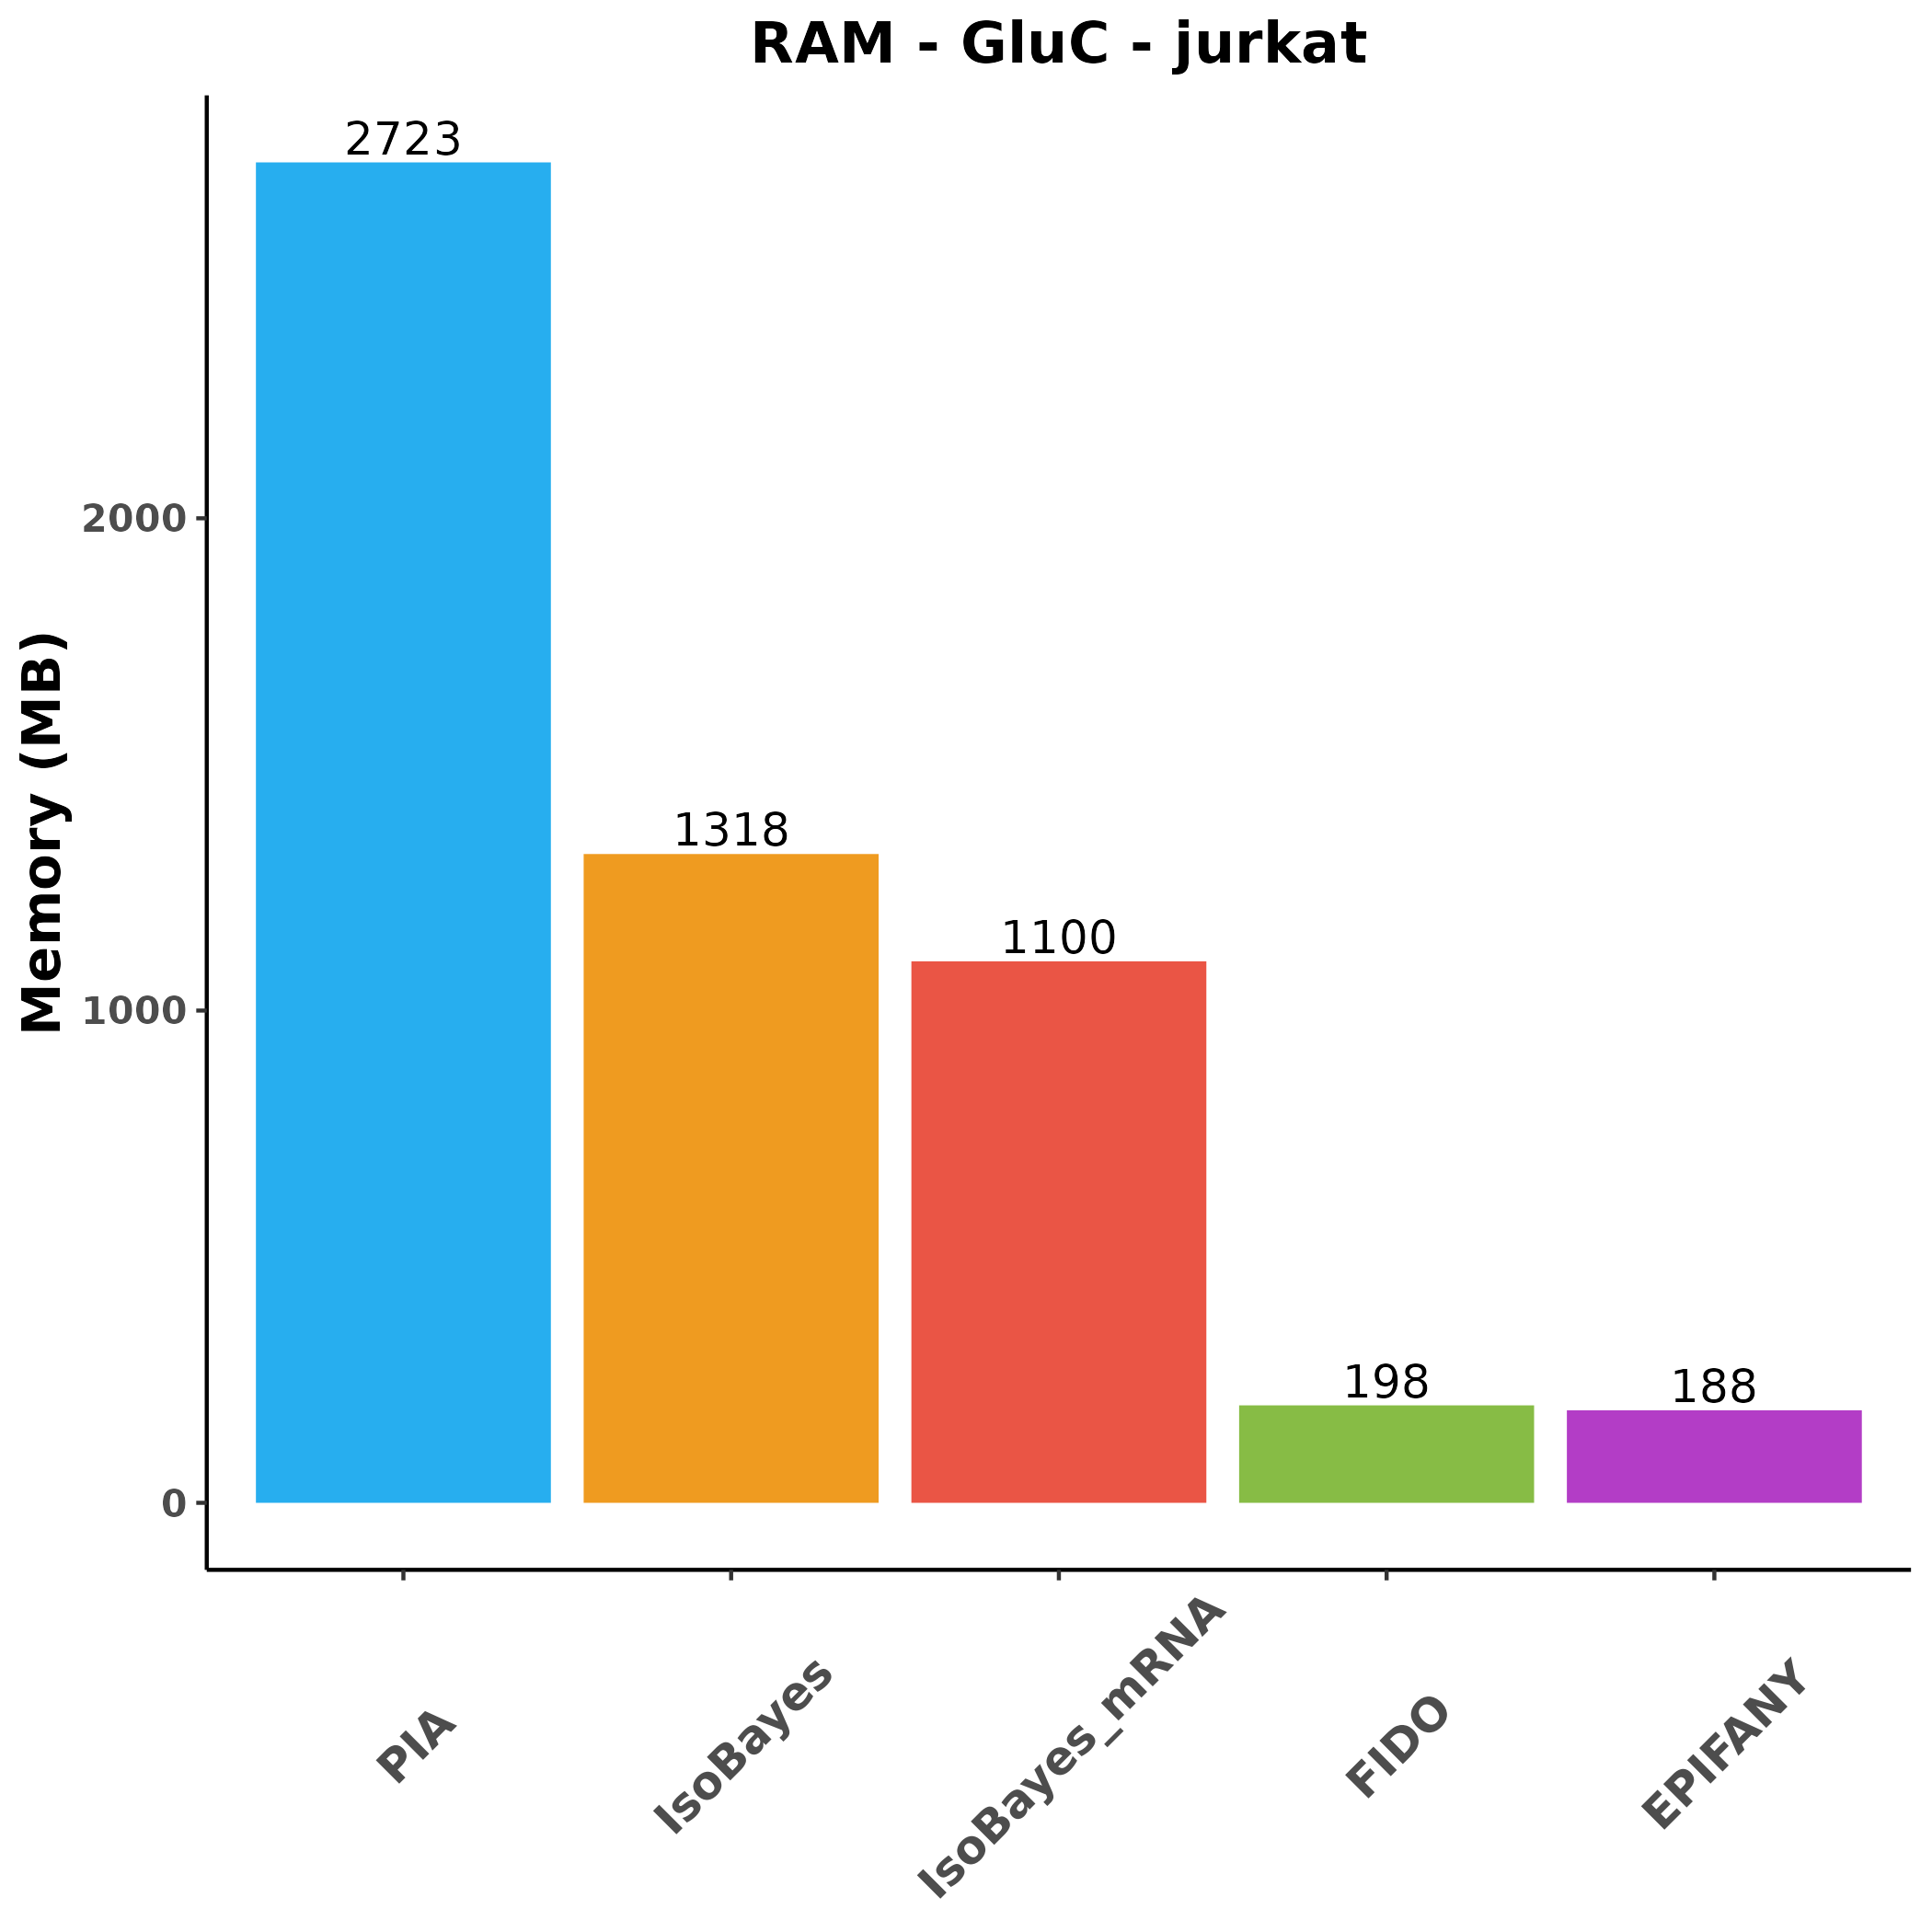 RAM - GluC - jurkat
Memory (MB)
2000
1000
0
2723
1318
1100
198
188
PIA
IsoBayes
IsoBayes_mRNA
FIDO
EPIFANY